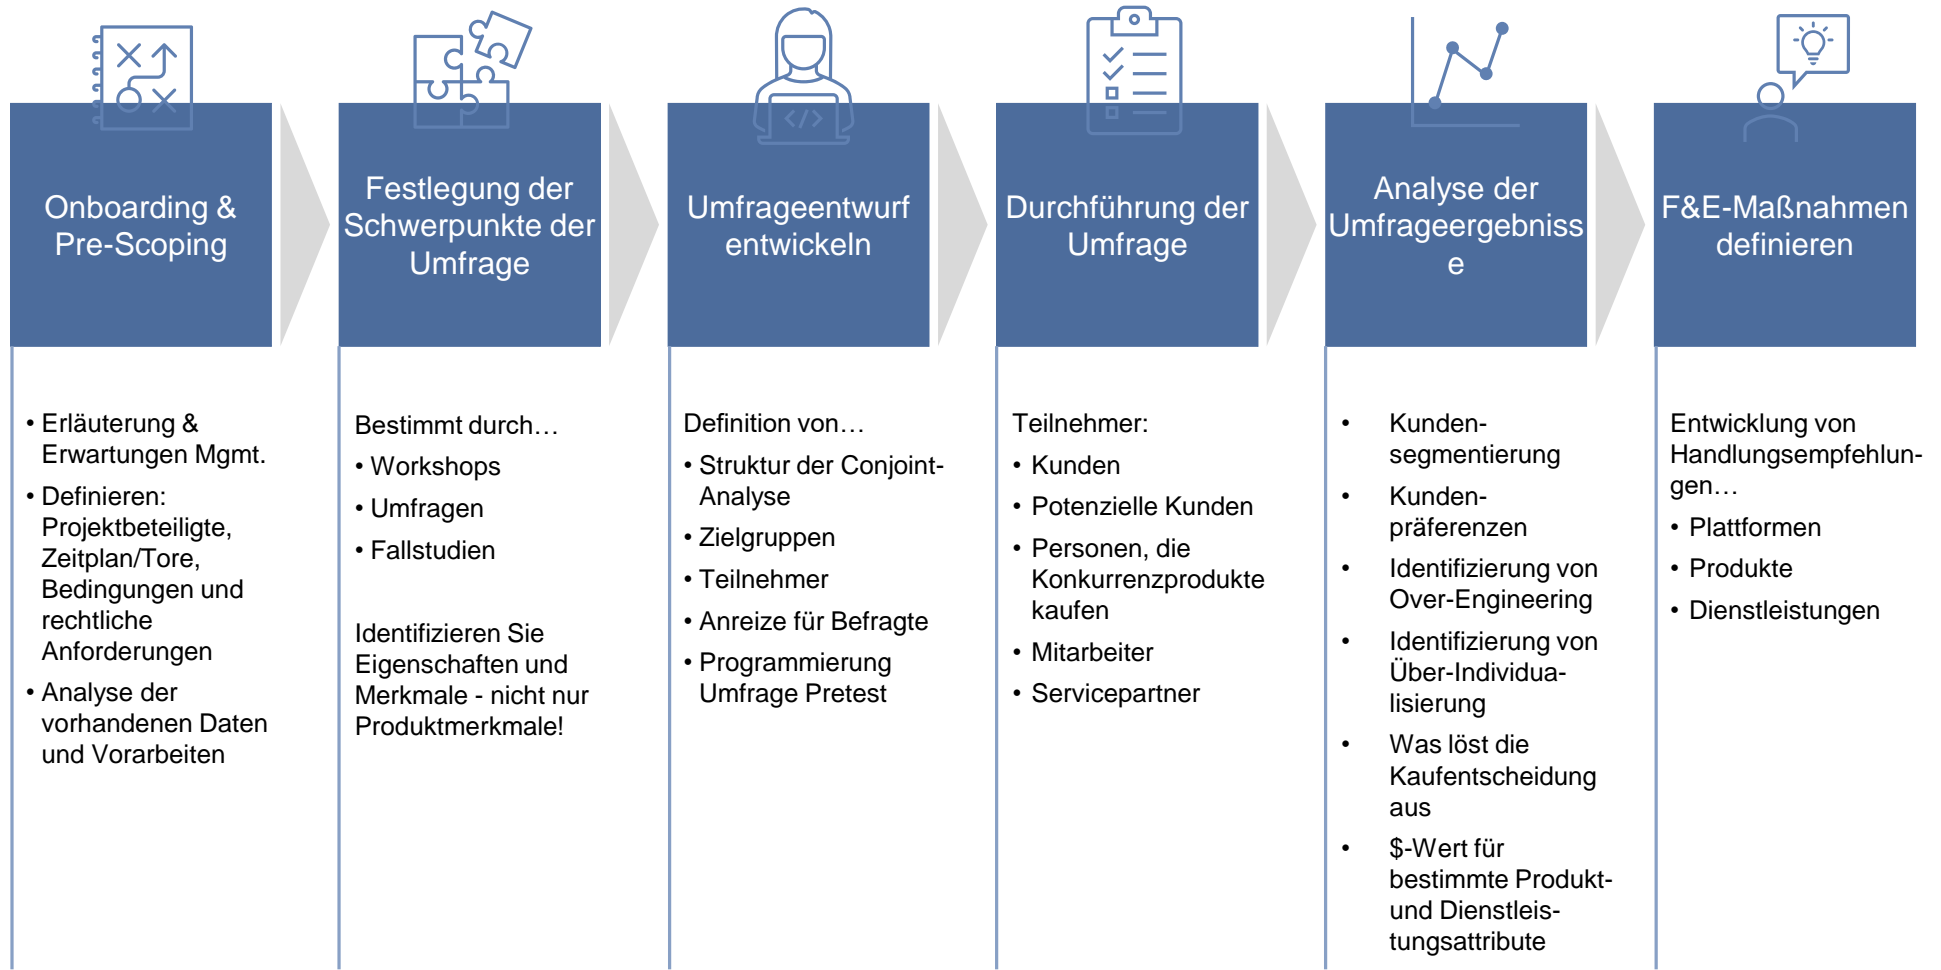 Onboarding &
Pre-Scoping
Festlegung der
Schwerpunkte der
Umfrage
</>
Umfrageentwurf
entwickeln
Durchführung der
Umfrage
Analyse der
Umfrageergebniss
e
F&E-Maßnahmen
definieren
• Erläuterung &
Erwartungen Mgmt.
• Definieren:
Projektbeteiligte,
Zeitplan/Tore,
Bedingungen und
rechtliche
Anforderungen
• Analyse der
vorhandenen Daten
und Vorarbeiten
Bestimmt durch…
• Workshops
• Umfragen
• Fallstudien
Identifizieren Sie
Eigenschaften und
Merkmale - nicht nur
Produktmerkmale!
Definition von…
• Struktur der Conjoint-
Analyse
• Zielgruppen
• Teilnehmer
• Anreize für Befragte
• Programmierung
Umfrage Pretest
Teilnehmer:
• Kunden
• Potenzielle Kunden
• Personen, die
Konkurrenzprodukte
kaufen
• Mitarbeiter
• Servicepartner
• Kunden-
segmentierung
• Kunden-
präferenzen
• Identifizierung von
Over-Engineering
• Identifizierung von
Über-Individua-
lisierung
• Was löst die
Kaufentscheidung
aus
• $-Wert für
bestimmte Produkt-
und Dienstleis-
tungsattribute
Entwicklung von
Handlungsempfehlun-
gen…
• Plattformen
• Produkte
• Dienstleistungen